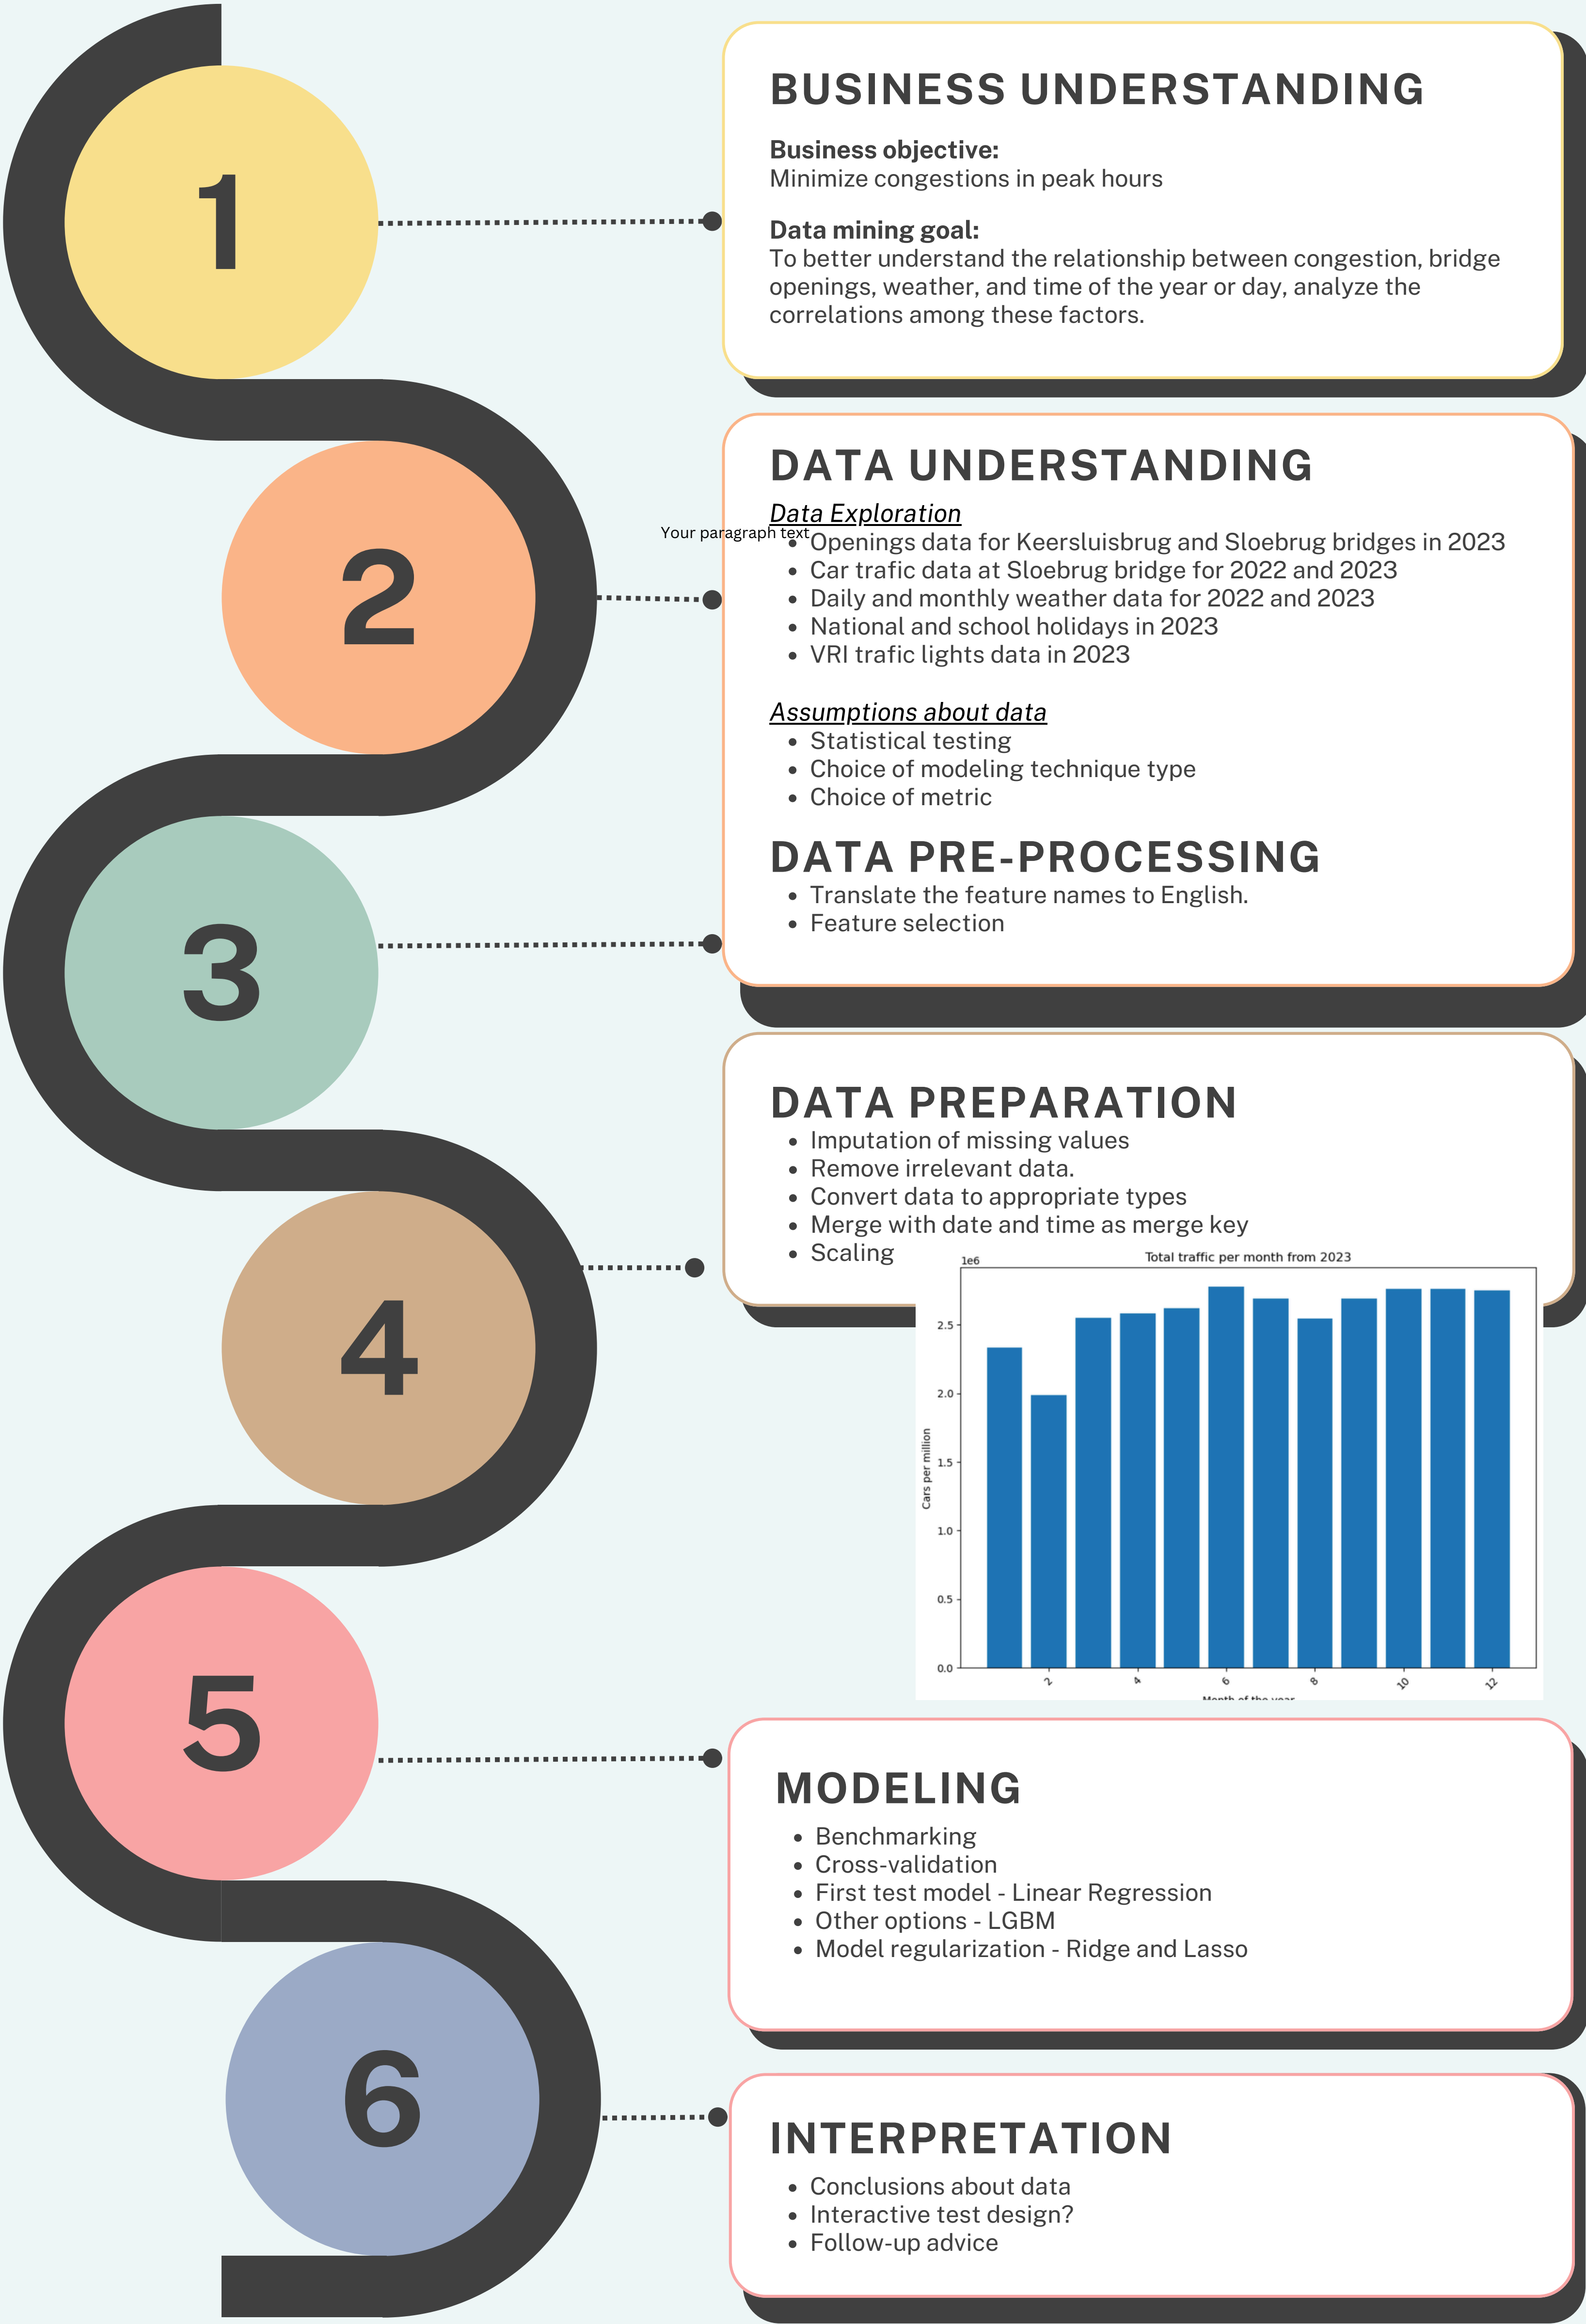 1
BUSINESS UNDERSTANDING
Business objective:
Minimize congestions in peak hours
Data mining goal:
To better understand the relationship between congestion, bridge
openings, weather, and time of the year or day, analyze the
correlations among these factors.
2
DATA UNDERSTANDING
Data Exploration
Your paragraph text
• Openings data for Keersluisbrug and Sloebrug bridges in 2023
• Car trafic data at Sloebrug bridge for 2022 and 2023
• Daily and monthly weather data for 2022 and 2023
• National and school holidays in 2023
• VRI trafic lights data in 2023
Assumptions about data
• Statistical testing
• Choice of modeling technique type
• Choice of metric
3
DATA PRE-PROCESSING
• Translate the feature names to English.
• Feature selection
4
DATA PREPARATION
• Imputation of missing values
• Remove irrelevant data.
• Convert data to appropriate types
• Merge with date and time as merge key
• Scaling
Total traffic per month from 2023
1e6
2.5
2.0
1.5
1.0
0.5
0.0
Cars per million
2 4 6 8 10 12
Month of the year
5
MODELING
• Benchmarking
• Cross-validation
• First test model - Linear Regression
• Other options - LGBM
• Model regularization - Ridge and Lasso
6
INTERPRETATION
• Conclusions about data
• Interactive test design?
• Follow-up advice